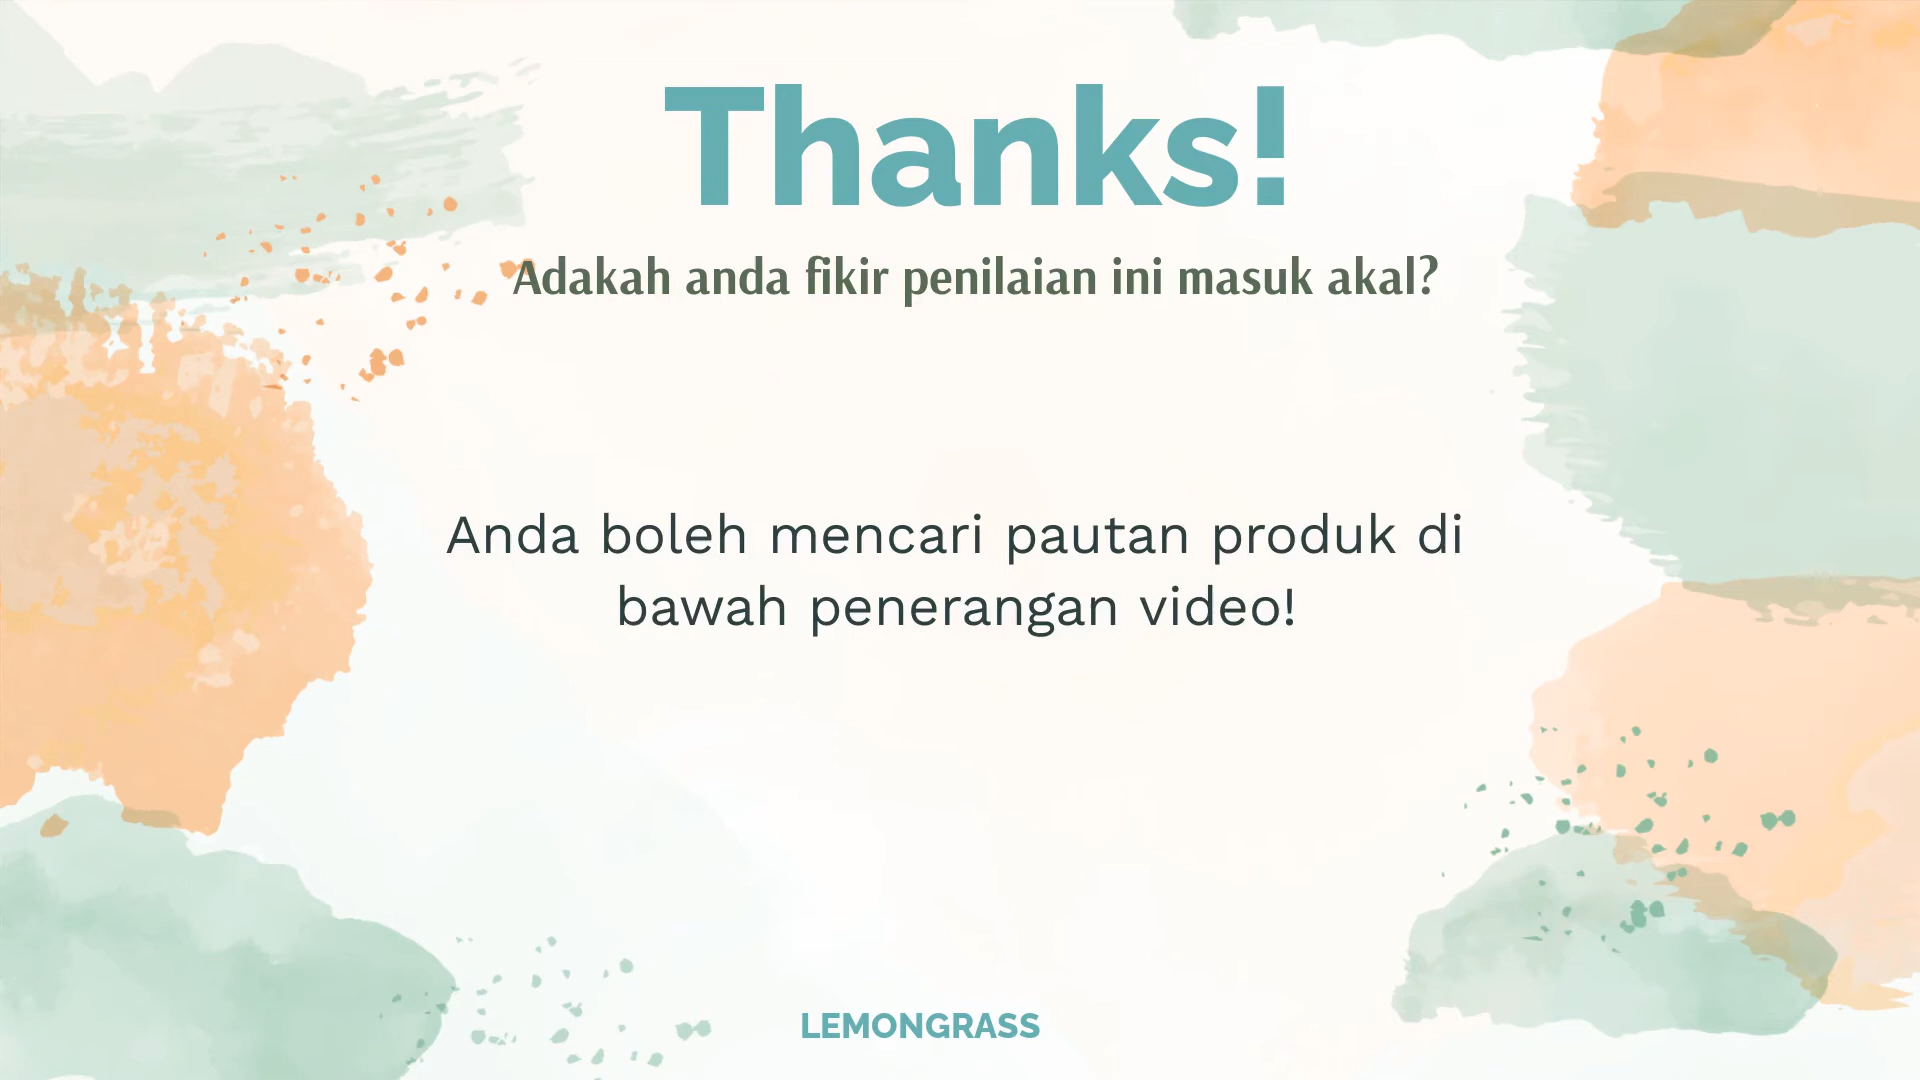 Thanks!
Adakah anda fikir penilaian ini masuk akal?
Anda boleh mencari pautan produk di
bawah penerangan video!
LEMONGRASS